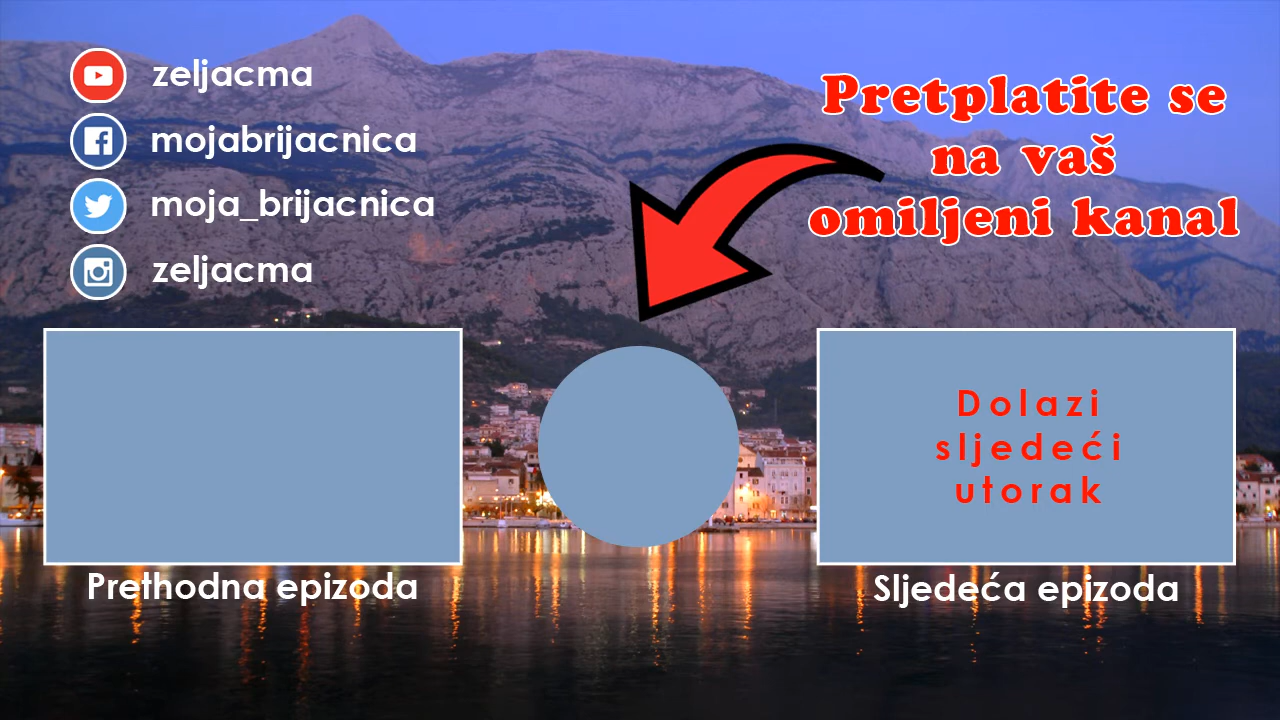 zeljacma
mojabrijacnica
moja_brijacnica
zeljacma
Pretplatite se
na vaš
omiljeni kanal
Dolazi
sljedeći
utorak
Prethodna epizoda
Sljedeća epizoda